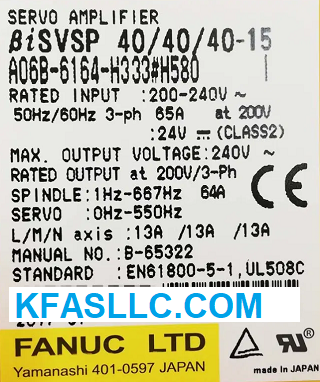 SERVO AMPLIFIER
βiSVSP 40/40/40-15
A06B-6164-H333#H580
RATED INPUT :200-240V~
50Hz/60Hz 3-ph 65A at 200V
:24V ⎓ (CLASS2)
MAX. OUTPUT VOLTAGE:240V ~
RATED OUTPUT at 200V/3-Ph
SPINDLE:1Hz-667Hz 64A
SERVO :0Hz-550Hz
L/M/N axis :13A /13A /13A
MANUAL NO. :B-65322
STANDARD :EN61800-5-1,UL508C
KFASLLC.COM
FANUC LTD
Yamanashi 401-0597 JAPAN
made in JAPAN
CE